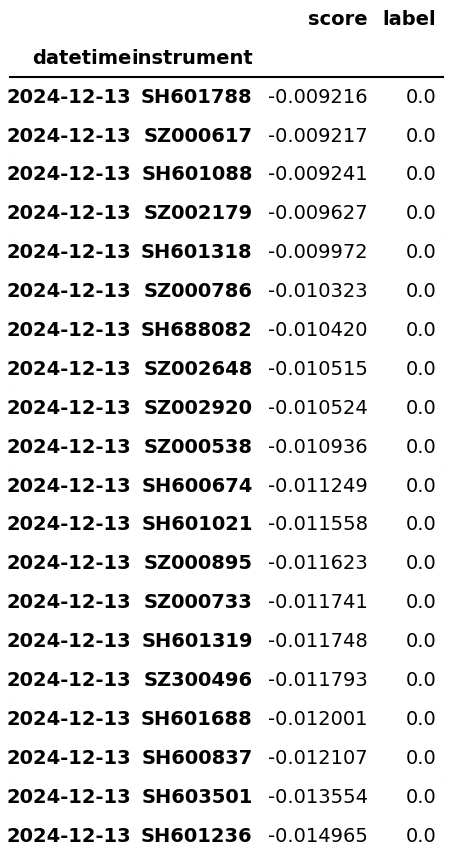 score label
datetime instrument
2024-12-13 SH601788 -0.009216 0.0
2024-12-13 SZ000617 -0.009217 0.0
2024-12-13 SH601088 -0.009241 0.0
2024-12-13 SZ002179 -0.009627 0.0
2024-12-13 SH601318 -0.009972 0.0
2024-12-13 SZ000786 -0.010323 0.0
2024-12-13 SH688082 -0.010420 0.0
2024-12-13 SZ002648 -0.010515 0.0
2024-12-13 SZ002920 -0.010524 0.0
2024-12-13 SZ000538 -0.010936 0.0
2024-12-13 SH600674 -0.011249 0.0
2024-12-13 SH601021 -0.011558 0.0
2024-12-13 SZ000895 -0.011623 0.0
2024-12-13 SZ000733 -0.011741 0.0
2024-12-13 SH601319 -0.011748 0.0
2024-12-13 SZ300496 -0.011793 0.0
2024-12-13 SH601688 -0.012001 0.0
2024-12-13 SH600837 -0.012107 0.0
2024-12-13 SH603501 -0.013554 0.0
2024-12-13 SH601236 -0.014965 0.0